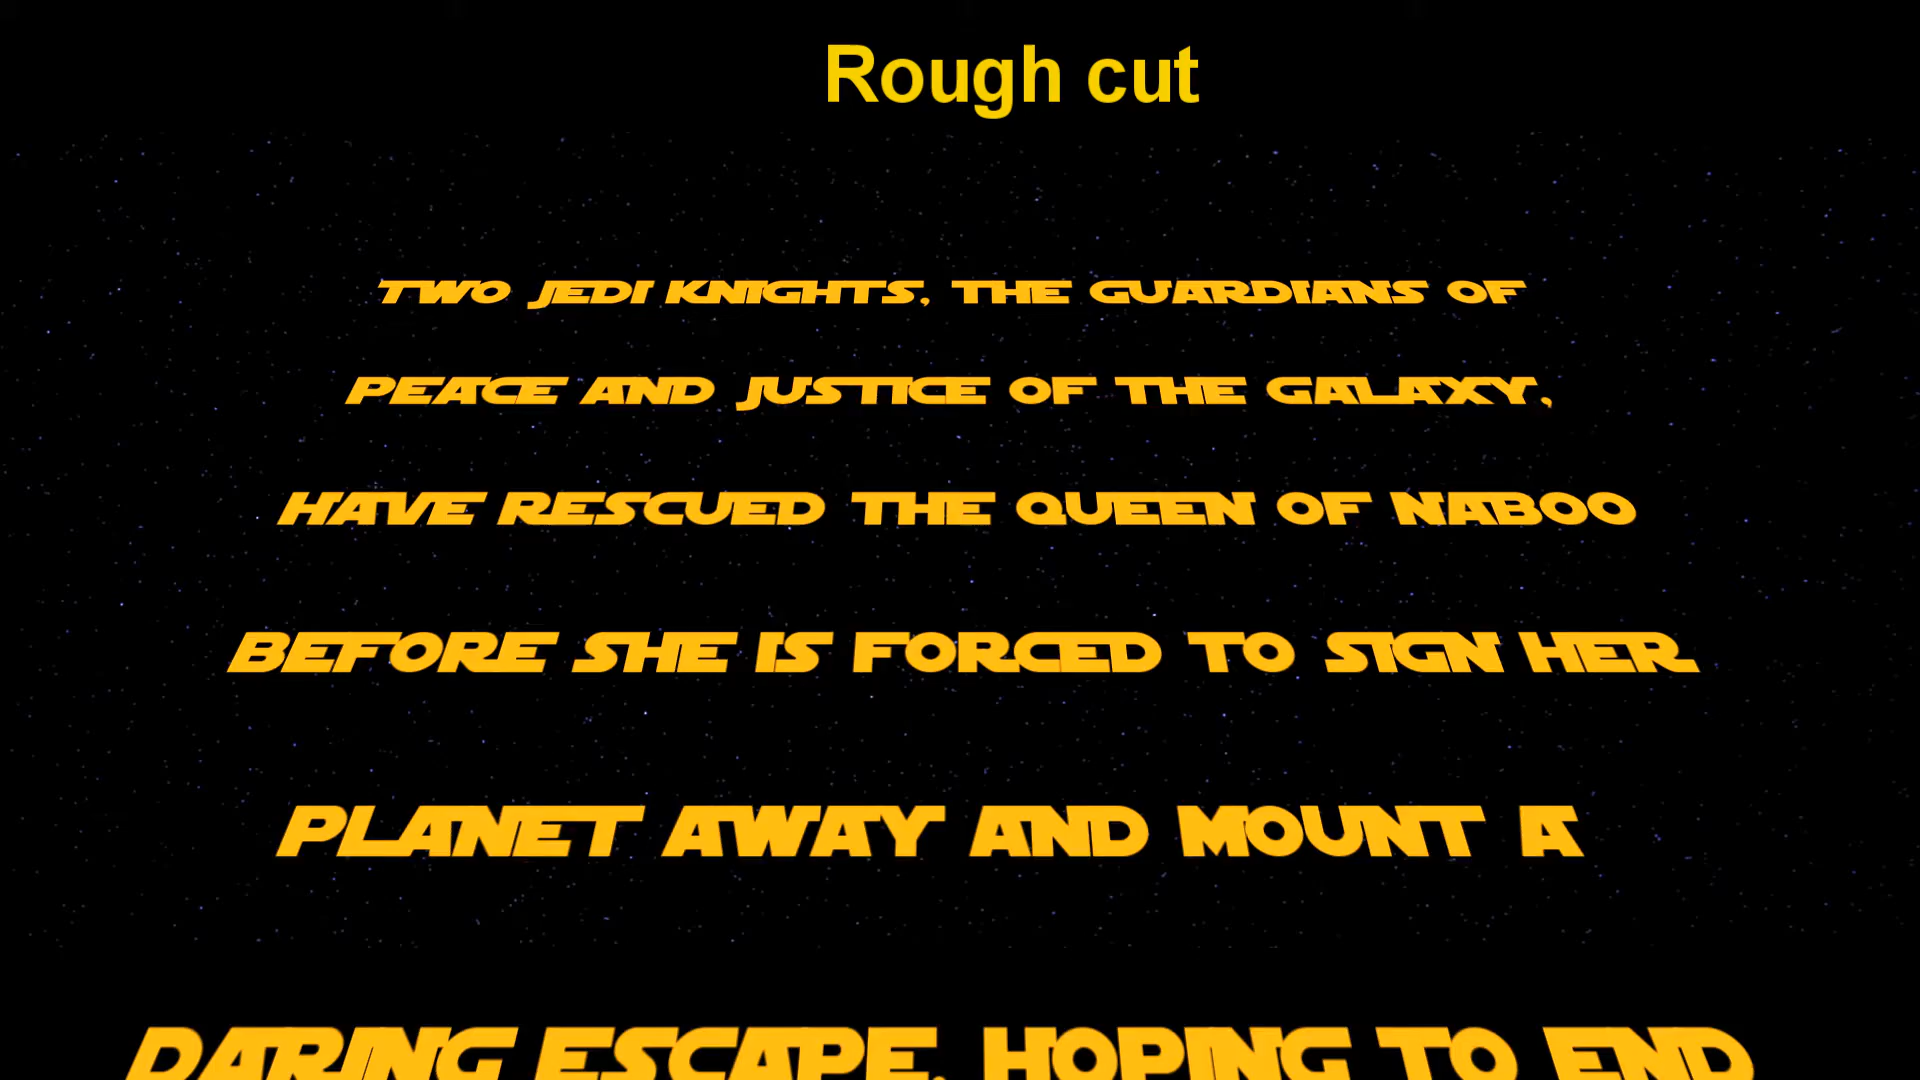 Rough cut
TWO JEDI KNIGHTS, THE GUARDIANS OF
PEACE AND JUSTICE OF THE GALAXY,
HAVE RESCUED THE QUEEN OF NABOO
BEFORE SHE IS FORCED TO SIGN HER
PLANET AWAY AND MOUNT A
DARING ESCAPE, HOPING TO END